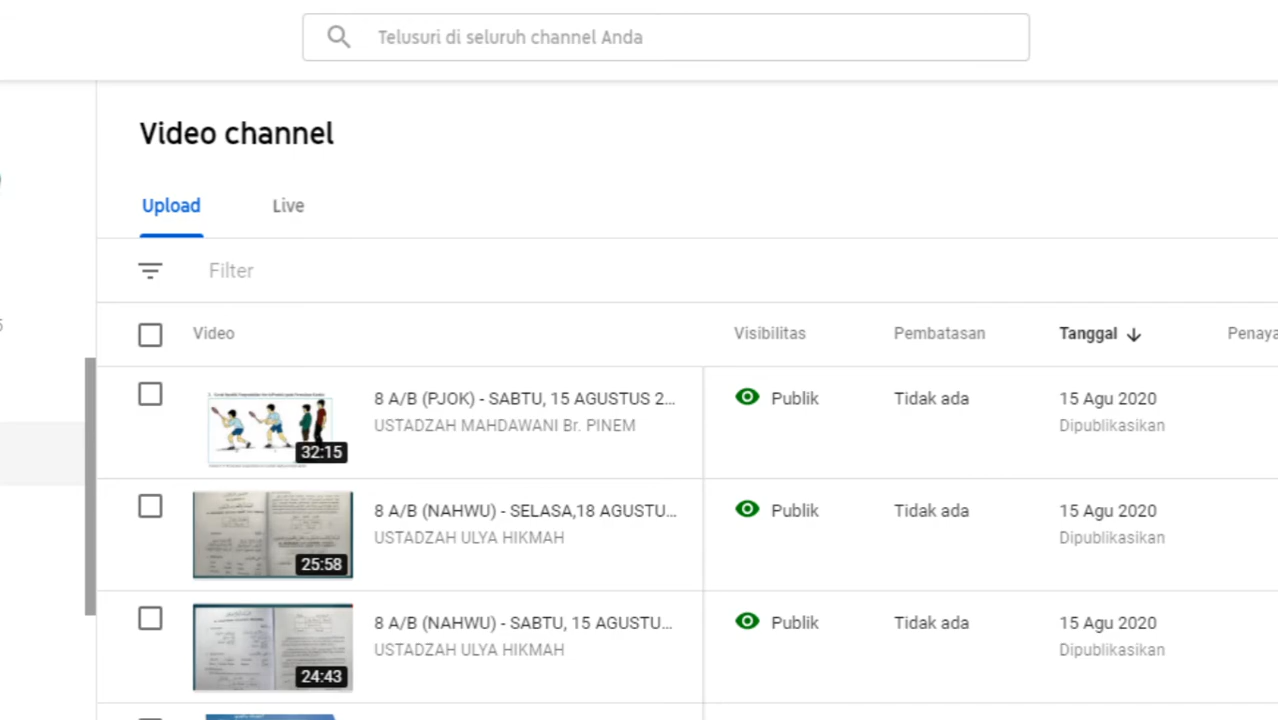 Telusuri di seluruh channel Anda
Video channel
Upload Live
Filter
Video Visibilitas Pembatasan Tanggal
8 A/B (PJOK) - SABTU, 15 AGUSTUS 2... Publik Tidak ada 15 Agu 2020
USTADZAH MAHDAWANI Br. PINEM Dipublikasikan
32:15
8 A/B (NAHWU) - SELASA,18 AGUSTU... Publik Tidak ada 15 Agu 2020
USTADZAH ULYA HIKMAH Dipublikasikan
25:58
8 A/B (NAHWU) - SABTU, 15 AGUSTU... Publik Tidak ada 15 Agu 2020
USTADZAH ULYA HIKMAH Dipublikasikan
24:43